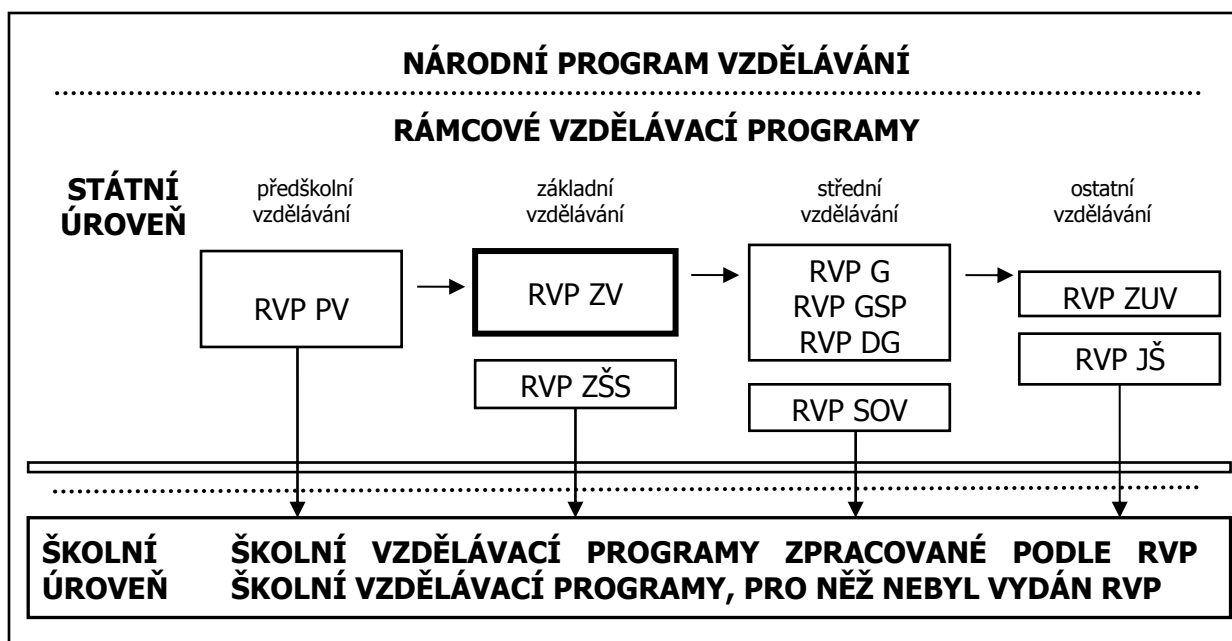 NÁRODNÍ PROGRAM VZDĚLÁVÁNÍ
RÁMCOVÉ VZDĚLÁVACÍ PROGRAMY
STÁTNÍ
ÚROVEŇ
předškolní
vzdělávání
základní
vzdělávání
střední
vzdělávání
ostatní
vzdělávání
RVP PV
RVP ZV
RVP ZŠS
RVP G
RVP GSP
RVP DG
RVP SOV
RVP ZUV
RVP JŠ
ŠKOLNÍ
ÚROVEŇ
ŠKOLNÍ VZDĚLÁVACÍ PROGRAMY ZPRACOVANÉ PODLE RVP
ŠKOLNÍ VZDĚLÁVACÍ PROGRAMY, PRO NĚŽ NEBYL VYDÁN RVP